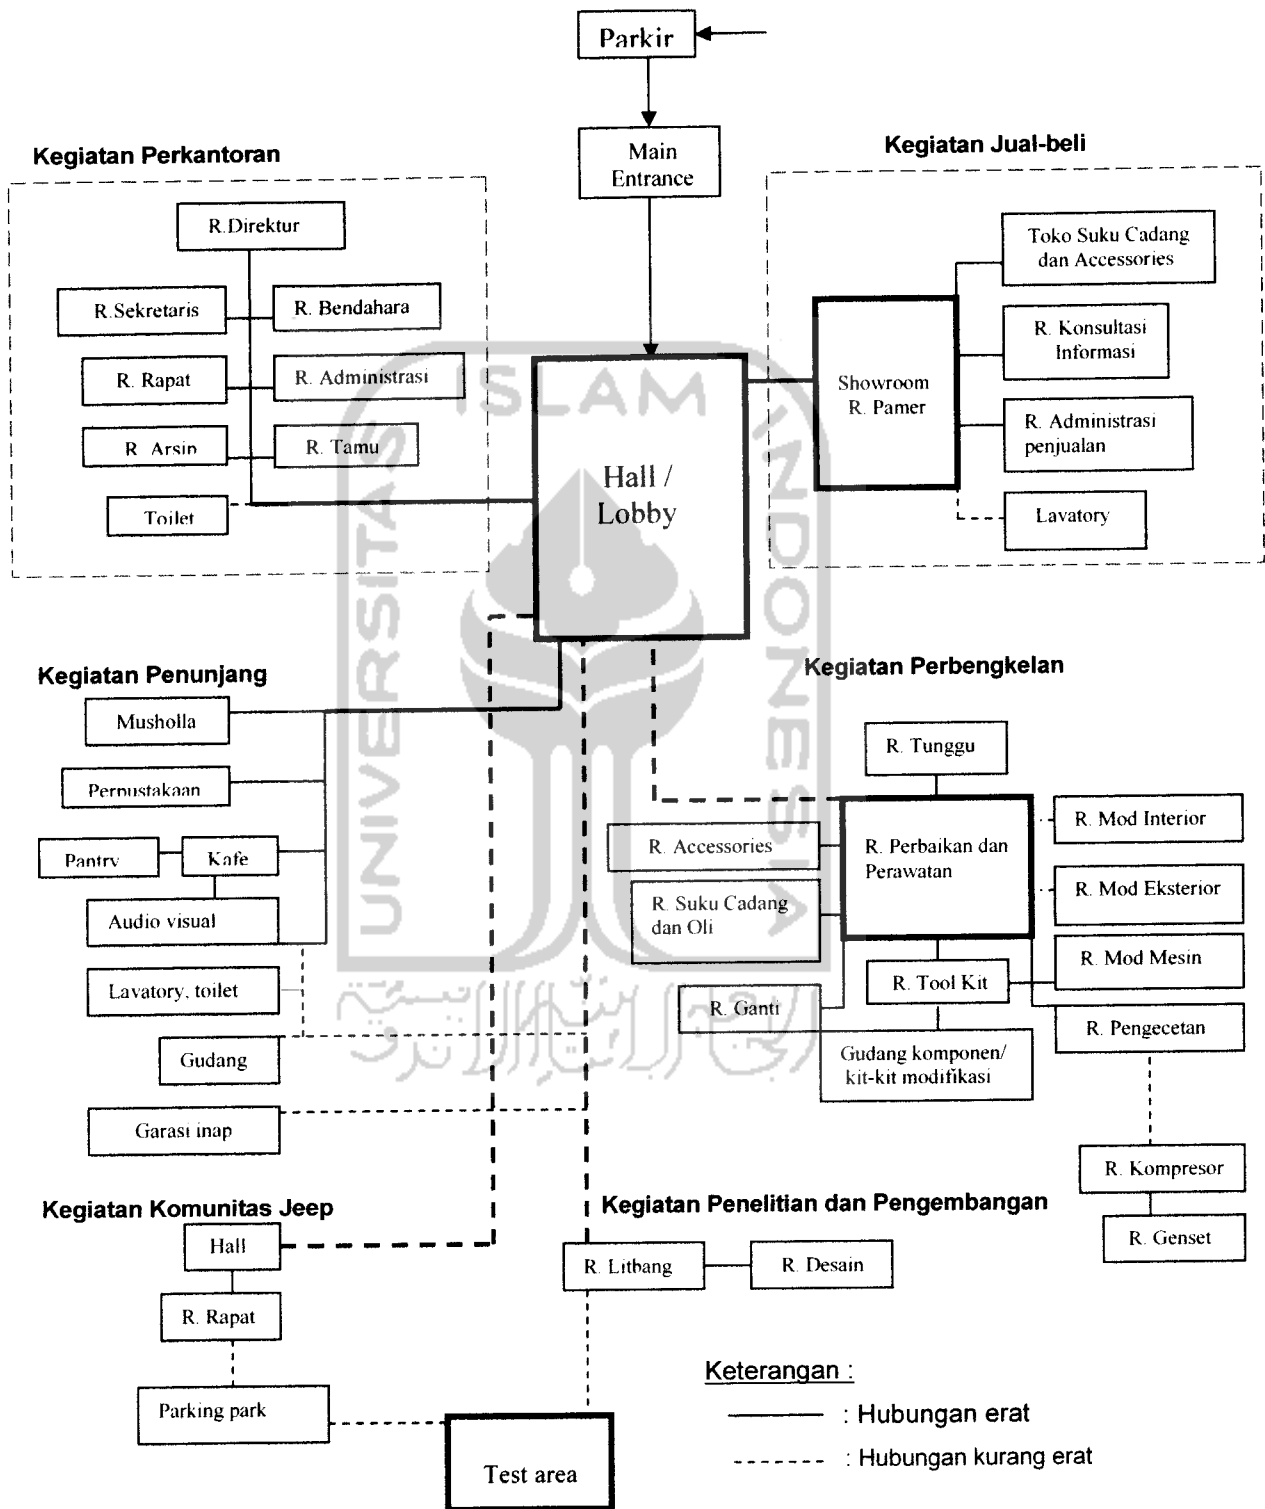 Parkir
Main
Entrance
Kegiatan Perkantoran
R.Direktur
R.Sekretaris
R. Bendahara
R. Rapat
R. Administrasi
R. Arsip
R. Tamu
Toilet
Hall /
Lobby
Kegiatan Jual-beli
Toko Suku Cadang
dan Accessories
R. Konsultasi
Informasi
Showroom
R. Pamer
R. Administrasi
penjualan
Lavatory
UNIVERSITAS
ISLAM
INDONESIA
Kegiatan Penunjang
Musholla
Perpustakaan
Pantry
Kafe
Audio visual
Lavatory, toilet
Gudang
Garasi inap
Kegiatan Perbengkelan
R. Tunggu
R. Accessories
R. Perbaikan dan
Perawatan
R. Mod Interior
R. Suku Cadang
dan Oli
R. Mod Eksterior
R. Mod Mesin
R. Tool Kit
R. Ganti
R. Pengecetan
Gudang komponen/
kit-kit modifikasi
R. Kompresor
R. Genset
Kegiatan Komunitas Jeep
Hall
R. Rapat
Parking park
Kegiatan Penelitian dan Pengembangan
R. Litbang
R. Desain
Test area
Keterangan :
: Hubungan erat
: Hubungan kurang erat